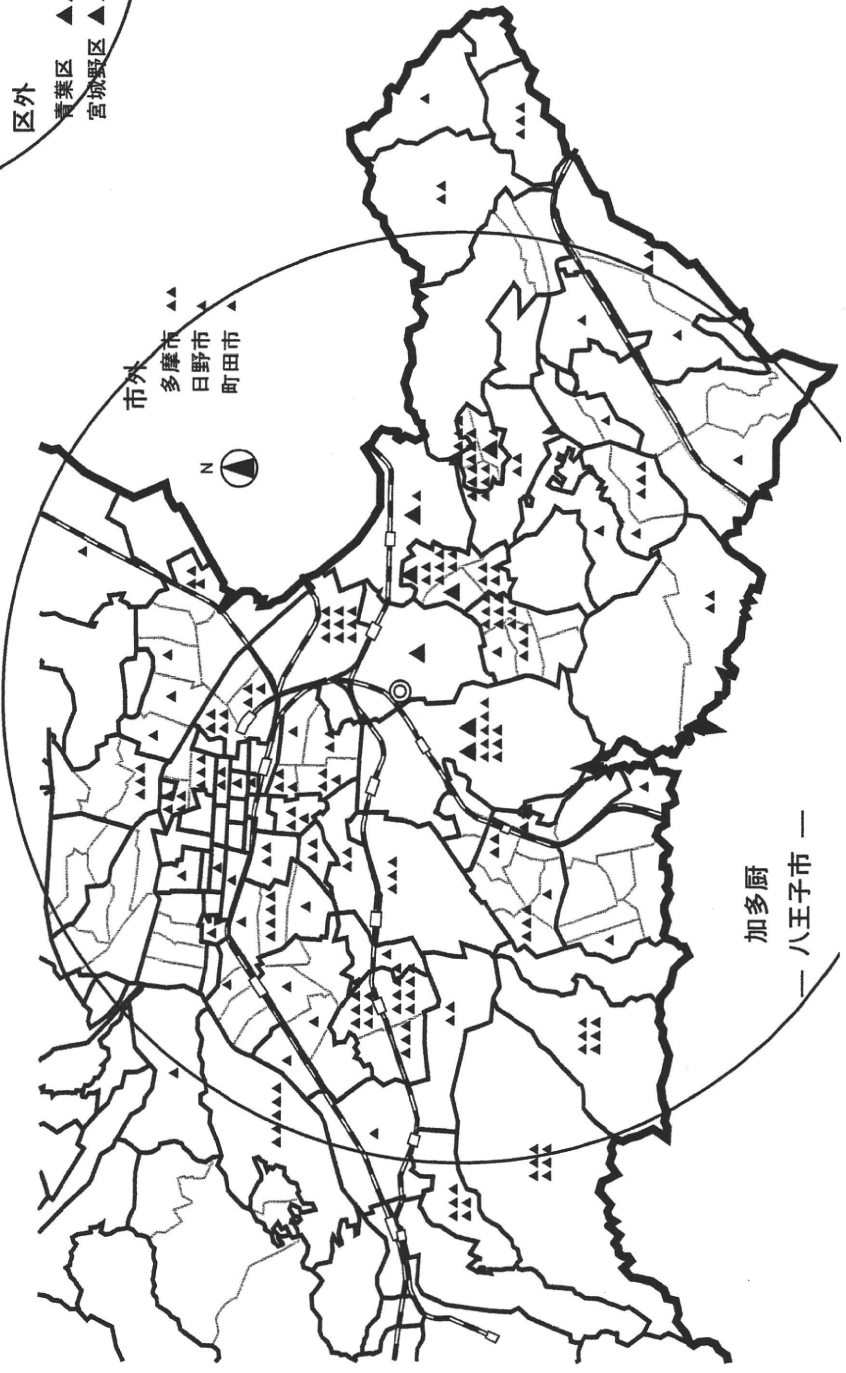 区外
青葉区 ▲▲
宮城野区 ▲▲
市外
多摩市 ▲▲
日野市 ▲
町田市 ▲
N
加多厨
― 八王子市 ―